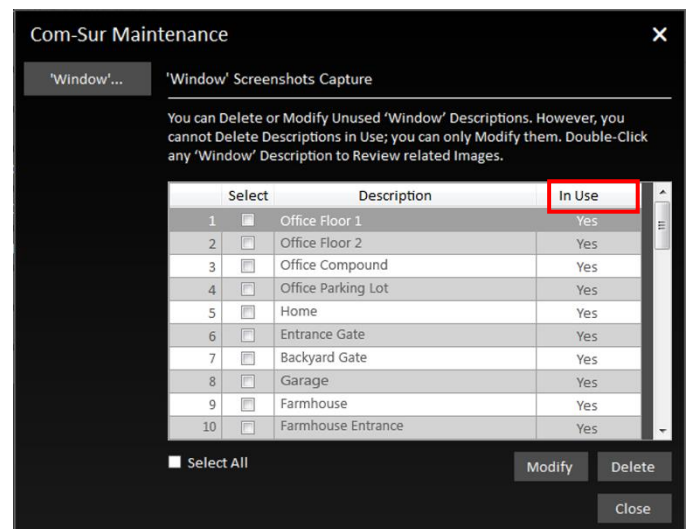 Com-Sur Maintenance
'Window'...
'Window' Screenshots Capture
You can Delete or Modify Unused ‘Window’ Descriptions. However, you
cannot Delete Descriptions in Use; you can only Modify them. Double-Click
any ‘Window’ Description to Review related Images.
Select Description In Use
1 Office Floor 1 Yes
2 Office Floor 2 Yes
3 Office Compound Yes
4 Office Parking Lot Yes
5 Home Yes
6 Entrance Gate Yes
7 Backyard Gate Yes
8 Garage Yes
9 Farmhouse Yes
10 Farmhouse Entrance Yes
Select All
Modify Delete
Close